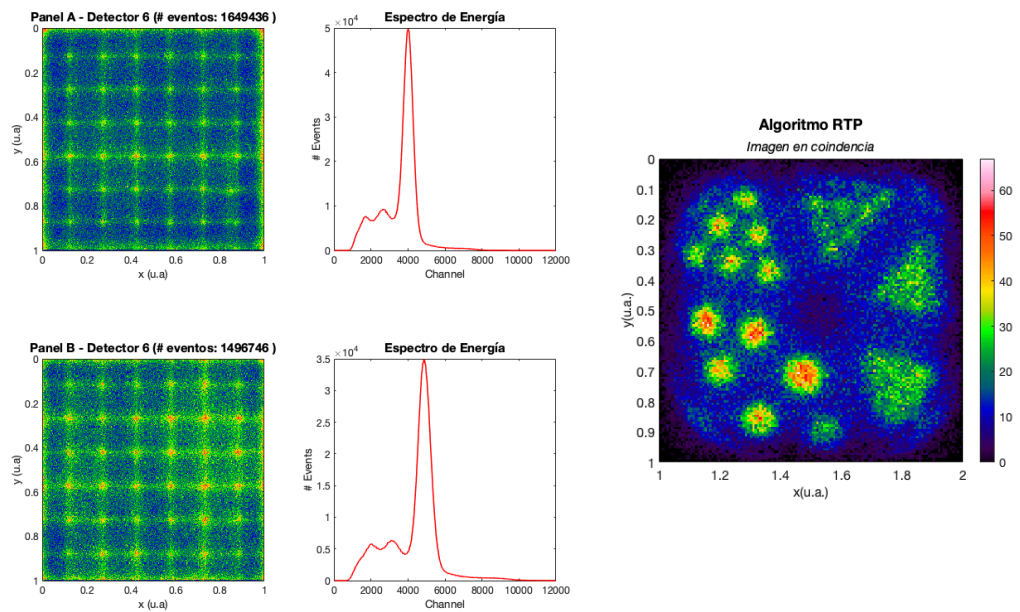 Panel A - Detector 6 (# eventos: 1649436 )
0
0.2
0.4
0.6
0.8
1
y (u.a)
0 0.2 0.4 0.6 0.8 1
x (u.a)
Espectro de Energía
5 ×10⁴
4
3
2
1
0
# Events
0 2000 4000 6000 8000 10000 12000
Channel
Panel B - Detector 6 (# eventos: 1496746 )
0
0.2
0.4
0.6
0.8
1
y (u.a)
0 0.2 0.4 0.6 0.8 1
x (u.a)
Espectro de Energía
3.5 ×10⁴
3
2.5
2
1.5
1
0.5
0
# Events
0 2000 4000 6000 8000 10000 12000
Channel
Algoritmo RTP
Imagen en coindencia
0
0.1
0.2
0.3
0.4
0.5
0.6
0.7
0.8
0.9
1
y(u.a.)
1 1.2 1.4 1.6 1.8 2
x(u.a.)
60
50
40
30
20
10
0